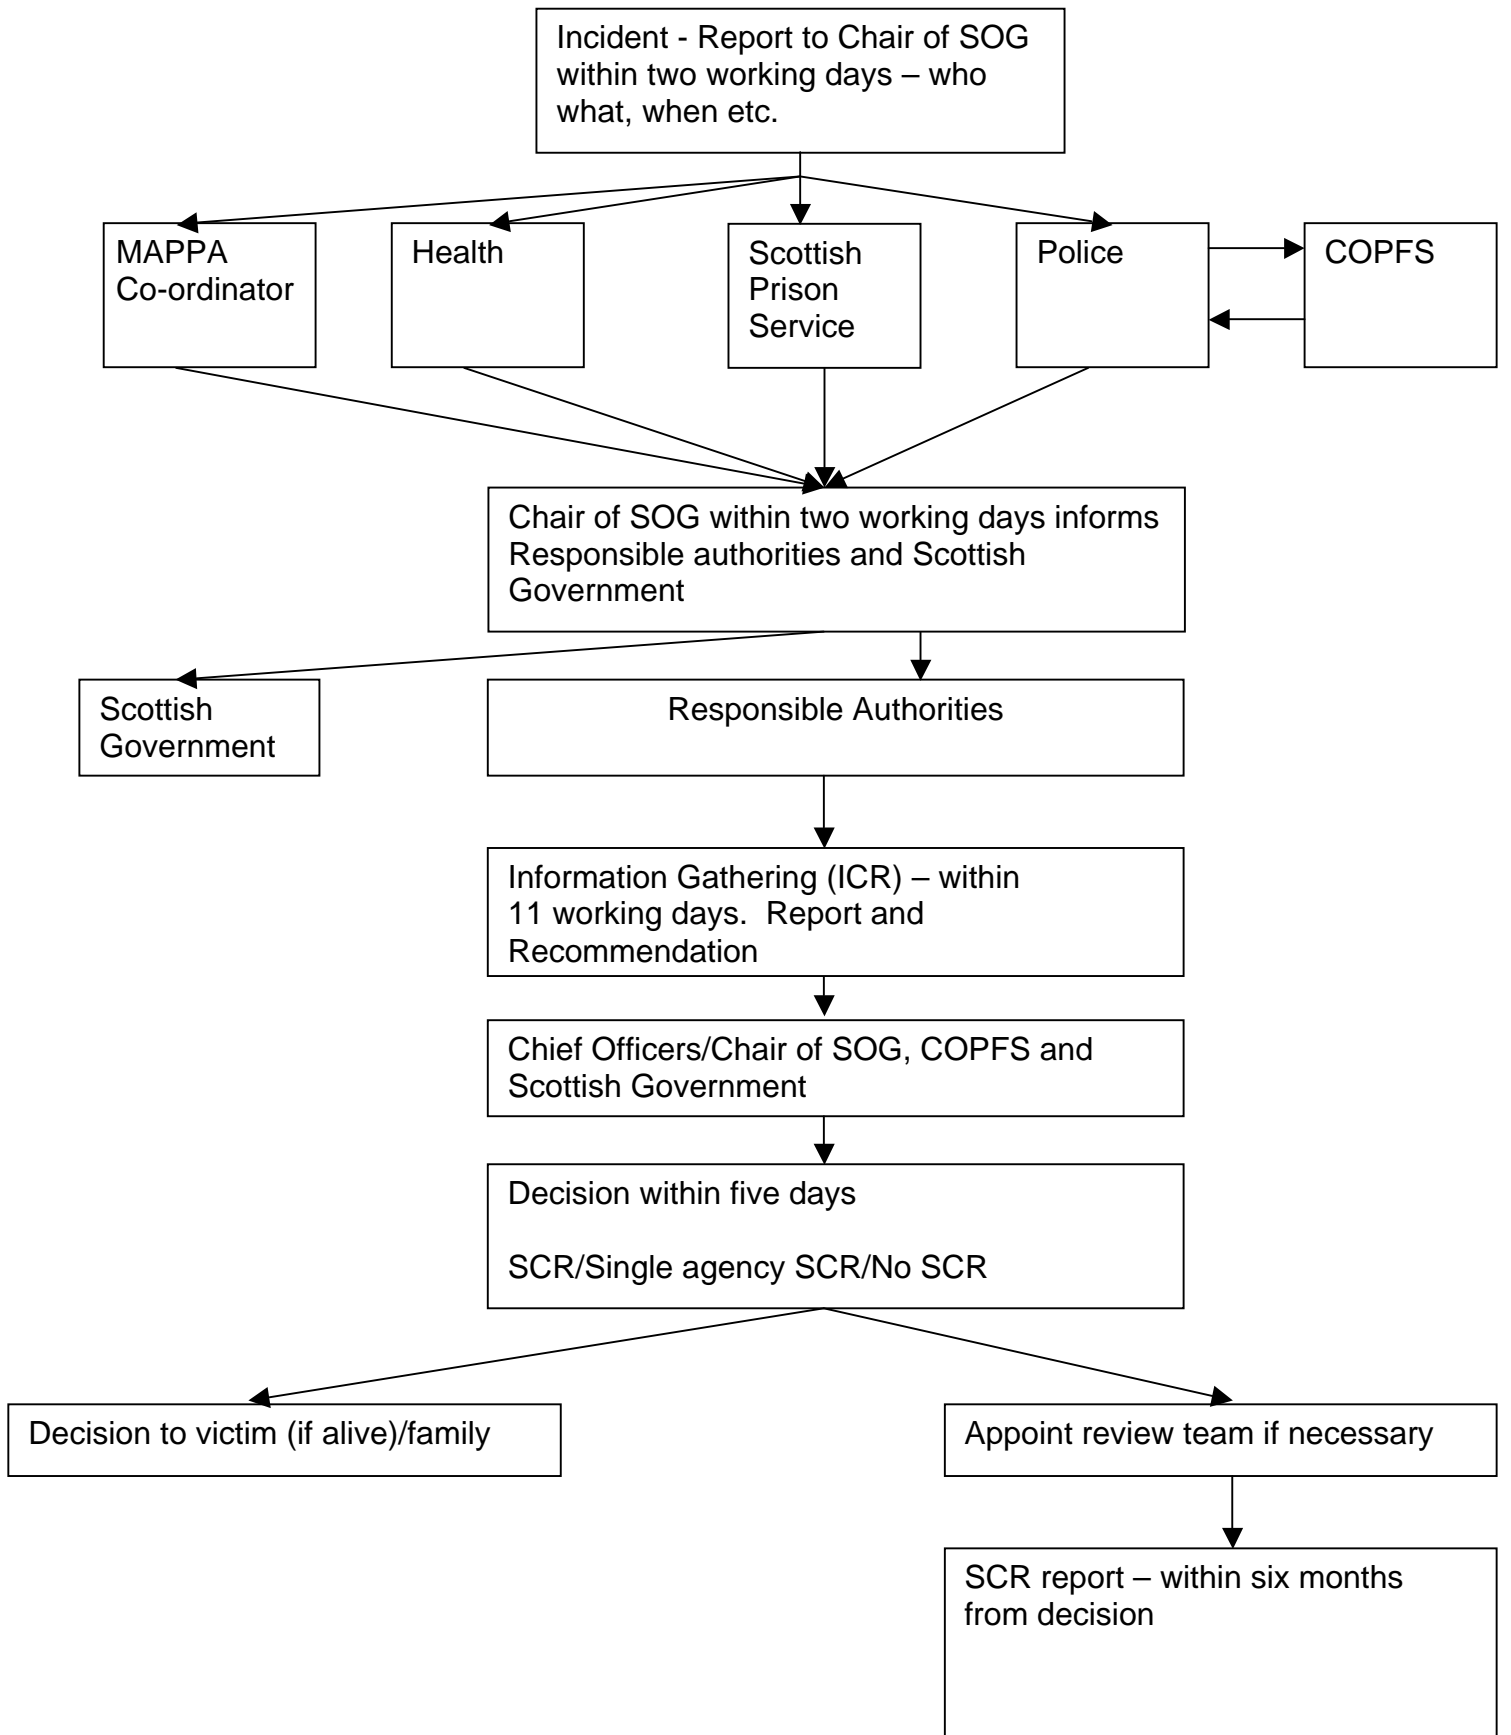 Incident - Report to Chair of SOG
within two working days – who
what, when etc.
MAPPA
Co-ordinator
Health
Scottish
Prison
Service
Police
COPFS
Chair of SOG within two working days informs
Responsible authorities and Scottish
Government
Scottish
Government
Responsible Authorities
Information Gathering (ICR) – within
11 working days.  Report and
Recommendation
Chief Officers/Chair of SOG, COPFS and
Scottish Government
Decision within five days
SCR/Single agency SCR/No SCR
Decision to victim (if alive)/family
Appoint review team if necessary
SCR report – within six months
from decision